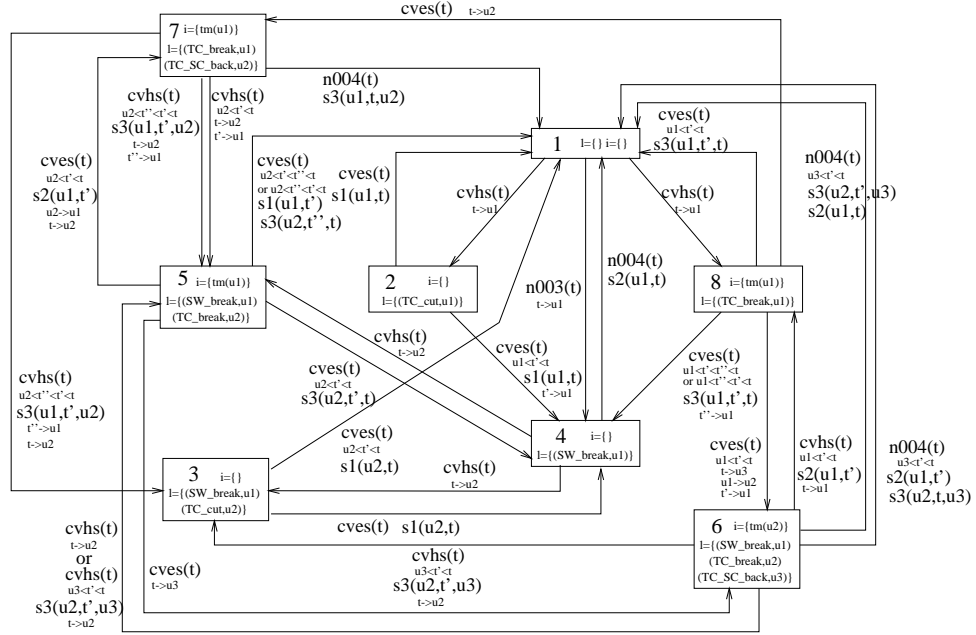 cves(t) t->u2
7 i={tm(u1)}
l={(TC_break,u1)
(TC_SC_back,u2)}
n004(t)
s3(u1,t,u2)
cvhs(t)
u2<t''<t'<t
s3(u1,t',u2)
t->u2
t''->u1
cvhs(t)
u2<t'<t
t->u2
t'->u1
cves(t)
u2<t'<t
s2(u1,t')
u2->u1
t->u2
cves(t)
u2<t'<t''<t
or u2<t''<t'<t
s1(u1,t')
s3(u2,t'',t)
cves(t)
s1(u1,t)
1 l={} i={}
cves(t)
u1<t'<t
s3(u1,t',t)
n004(t)
u3<t'<t
s3(u2,t',u3)
s2(u1,t)
cvhs(t)
t->u1
cvhs(t)
t->u1
5 i={tm(u1)}
l={(SW_break,u1)
(TC_break,u2)}
2 i={}
l={(TC_cut,u1)}
n003(t)
t->u1
n004(t)
s2(u1,t)
8 i={tm(u1)}
l={(TC_break,u1)}
cvhs(t)
t->u2
cves(t)
u2<t'<t
s3(u2,t',t)
cves(t)
u1<t'<t
s1(u1,t)
t'->u1
cves(t)
u1<t'<t''<t
or u1<t''<t'<t
s3(u1,t',t)
t''->u1
cvhs(t)
u2<t''<t'<t
s3(u1,t',u2)
t''->u1
t->u2
cves(t)
u2<t'<t
s1(u2,t)
4 i={}
l={(SW_break,u1)}
3 i={}
l={(SW_break,u1)
(TC_cut,u2)}
cvhs(t)
t->u2
cves(t)
u1<t'<t
t->u3
u1->u2
t'->u1
cvhs(t)
u1<t'<t
s2(u1,t')
t->u1
n004(t)
u3<t'<t
s2(u1,t')
s3(u2,t,u3)
cves(t) s1(u2,t)
6 i={tm(u2)}
l={(SW_break,u1)
(TC_break,u2)
(TC_SC_back,u3)}
cvhs(t)
t->u2
or
cvhs(t)
u3<t'<t
s3(u2,t',u3)
t->u2
cves(t)
t->u3
cvhs(t)
u3<t'<t
s3(u2,t',u3)
t->u2